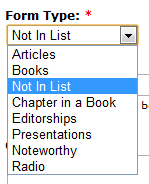 Form Type: *
Not In List
Articles
Books
Not In List
Chapter in a Book
Editorships
Presentations
Noteworthy
Radio